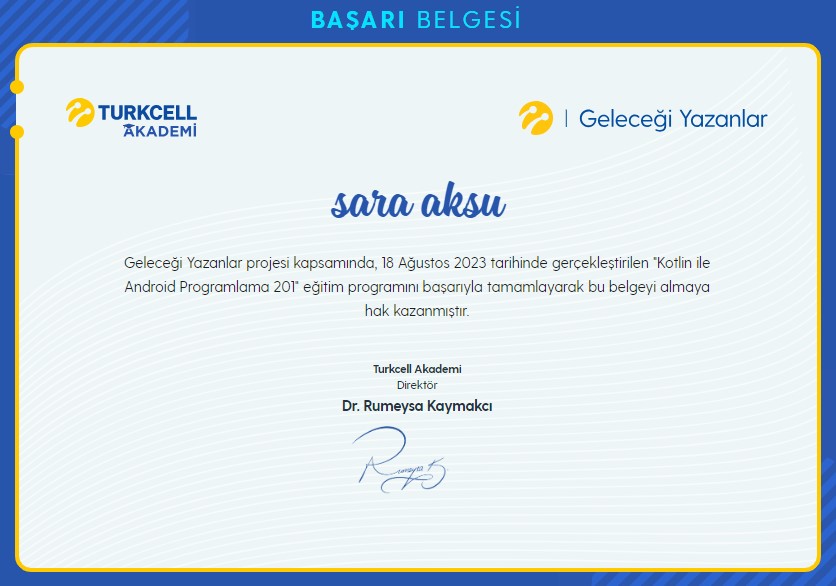 BAŞARI BELGESİ
TURKCELL
AKADEMİ
Geleceği Yazanlar
sara aksu
Geleceği Yazanlar projesi kapsamında, 18 Ağustos 2023 tarihinde gerçekleştirilen "Kotlin ile
Android Programlama 201" eğitim programını başarıyla tamamlayarak bu belgeyi almaya
hak kazanmıştır.
Turkcell Akademi
Direktör
Dr. Rumeysa Kaymakcı
Rumeysa K